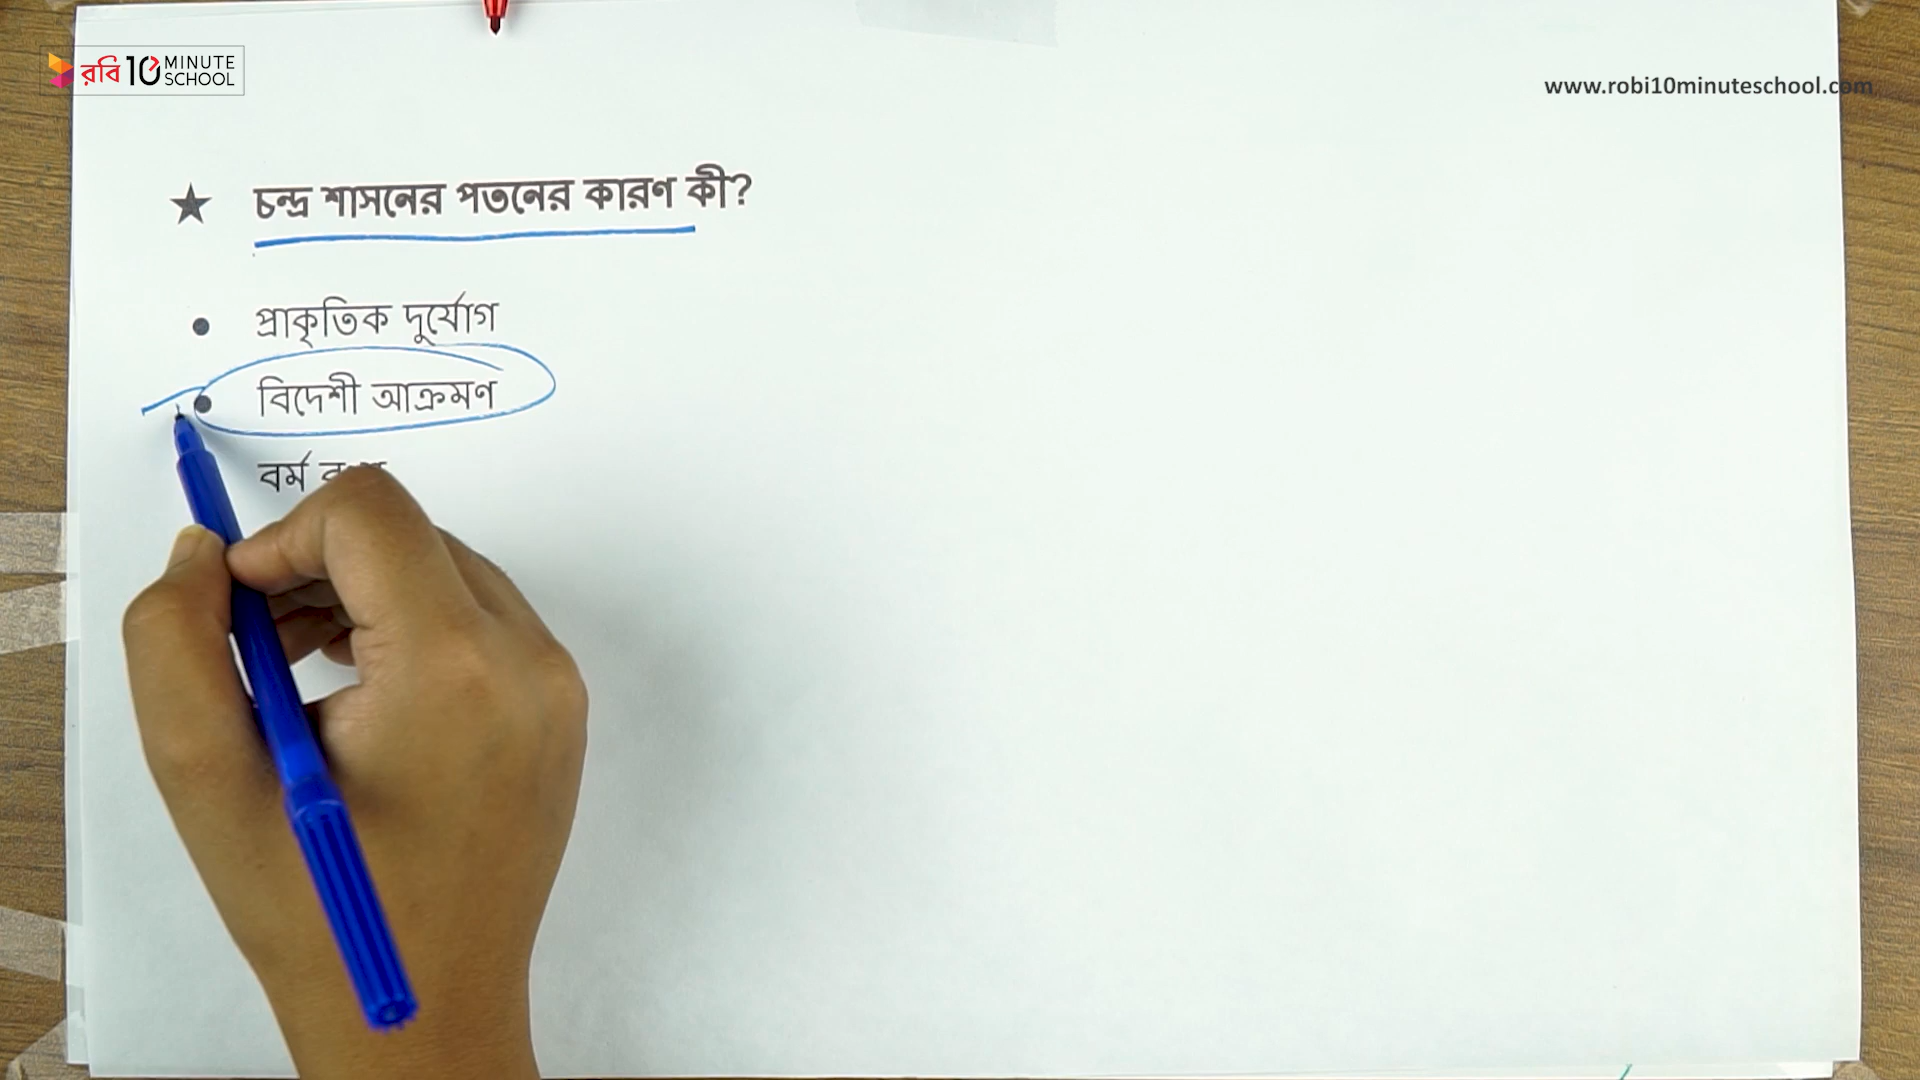 রবি 10 MINUTE SCHOOL
www.robi10minuteschool.com
★ চন্দ্র শাসনের পতনের কারণ কী?
● প্রাকৃতিক দুর্যোগ
● বিদেশী আক্রমণ
বর্ম